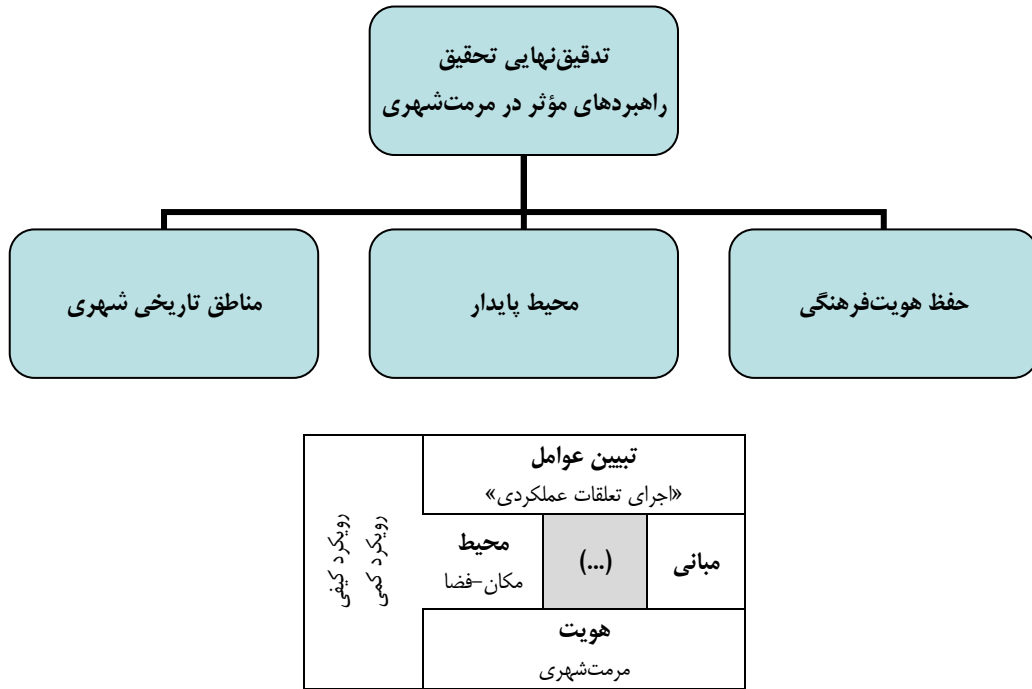 تدقیق‌نهایی تحقیق
راهبردهای مؤثر در مرمت‌شهری
حفظ هویت‌فرهنگی
محیط پایدار
مناطق تاریخی شهری
تبیین عوامل
«اجرای تعلقات عملکردی»
مبانی
(...)
محیط
مکان-فضا
هویت
مرمت‌شهری
رویکرد کیفی
رویکرد کمی